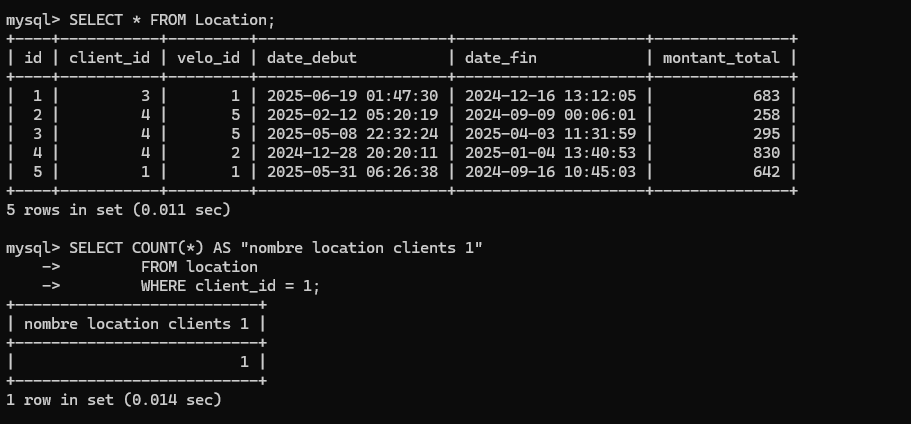 mysql> SELECT * FROM Location;
+----+-----------+---------+---------------------+---------------------+---------------+
| id | client_id | velo_id | date_debut          | date_fin            | montant_total |
+----+-----------+---------+---------------------+---------------------+---------------+
|  1 |         3 |       1 | 2025-06-19 01:47:30 | 2024-12-16 13:12:05 |           683 |
|  2 |         4 |       5 | 2025-02-12 05:20:19 | 2024-09-09 00:06:01 |           258 |
|  3 |         4 |       5 | 2025-05-08 22:32:24 | 2025-04-03 11:31:59 |           295 |
|  4 |         4 |       2 | 2024-12-28 20:20:11 | 2025-01-04 13:40:53 |           830 |
|  5 |         1 |       1 | 2025-05-31 06:26:38 | 2024-09-16 10:45:03 |           642 |
+----+-----------+---------+---------------------+---------------------+---------------+
5 rows in set (0.011 sec)
mysql> SELECT COUNT(*) AS "nombre location clients 1"
    ->         FROM location
    ->         WHERE client_id = 1;
+---------------------------+
| nombre location clients 1 |
+---------------------------+
|                         1 |
+---------------------------+
1 row in set (0.014 sec)